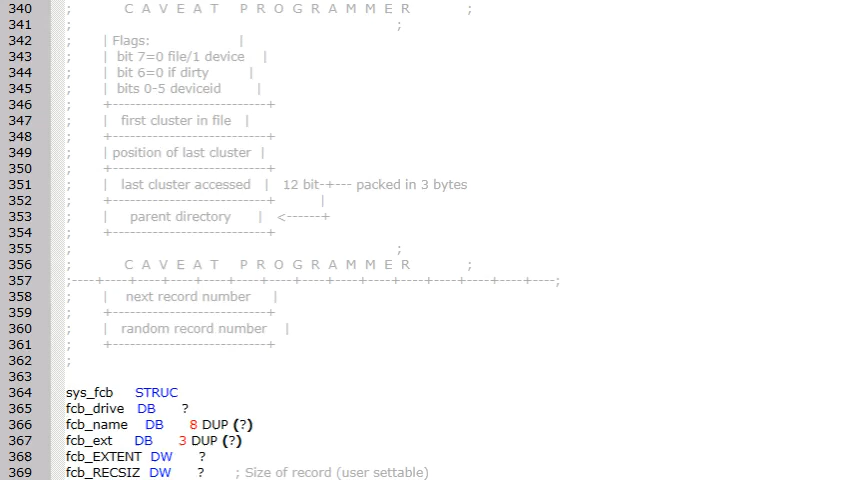 340 ; C A V E A T P R O G R A M M E R ;
341 ; ;
342 ; | Flags: |
343 ; | bit 7=0 file/1 device |
344 ; | bit 6=0 if dirty |
345 ; | bits 0-5 deviceid |
346 ; +---------------------------+
347 ; | first cluster in file |
348 ; +---------------------------+
349 ; | position of last cluster |
350 ; +---------------------------+
351 ; | last cluster accessed | 12 bit-+--- packed in 3 bytes
352 ; +---------------------------+ |
353 ; | parent directory | <------+
354 ; +---------------------------+
355 ; ;
356 ; C A V E A T P R O G R A M M E R ;
357 ;----+----+----+----+----+----+----+----+----+----+----+----+----+----+----;
358 ; | next record number |
359 ; +---------------------------+
360 ; | random record number |
361 ; +---------------------------+
362 ;
363
364 sys_fcb STRUC
365 fcb_drive DB ?
366 fcb_name DB 8 DUP (?)
367 fcb_ext DB 3 DUP (?)
368 fcb_EXTENT DW ?
369 fcb_RECSIZ DW ? ; Size of record (user settable)